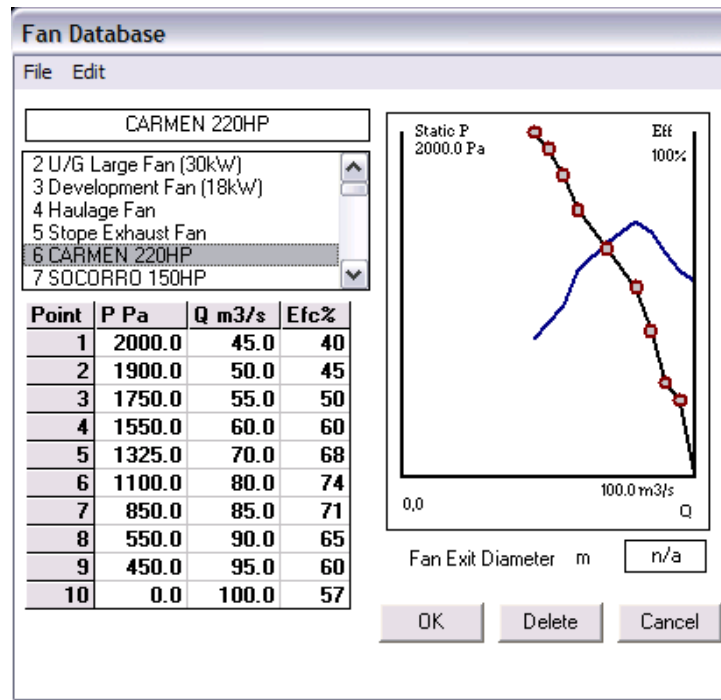 Fan Database
File Edit
CARMEN 220HP
2 U/G Large Fan (30kW)
3 Development Fan (18kW)
4 Haulage Fan
5 Stope Exhaust Fan
6 CARMEN 220HP
7 SOCORRO 150HP
Point P Pa Q m3/s Efc%
1 2000.0 45.0 40
2 1900.0 50.0 45
3 1750.0 55.0 50
4 1550.0 60.0 60
5 1325.0 70.0 68
6 1100.0 80.0 74
7 850.0 85.0 71
8 550.0 90.0 65
9 450.0 95.0 60
10 0.0 100.0 57
Static P Eff
2000.0 Pa 100%
100.0 m3/s
0,0 Q
Fan Exit Diameter m n/a
OK Delete Cancel